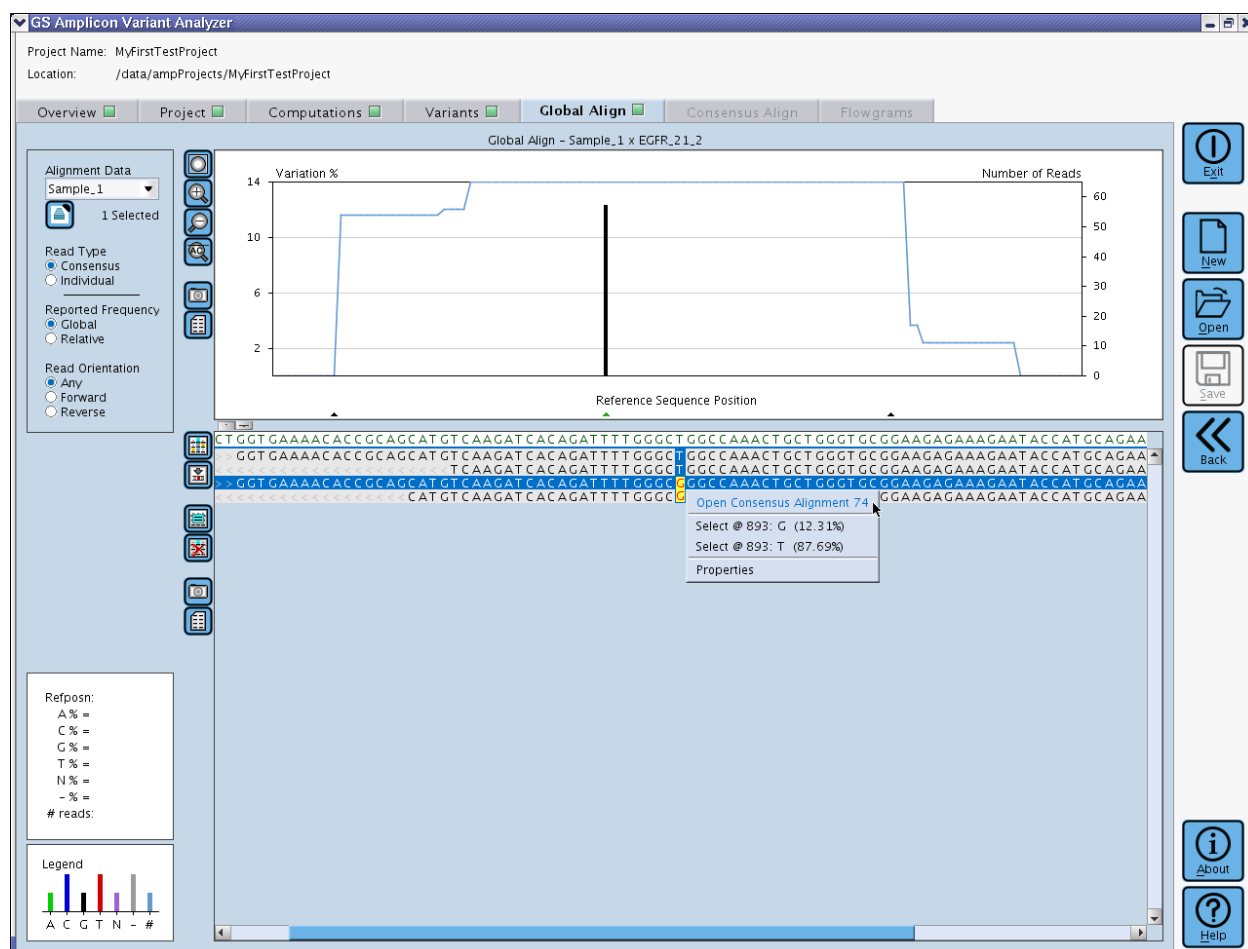 GS Amplicon Variant Analyzer
Project Name: MyFirstTestProject
Location: /data/ampProjects/MyFirstTestProject
Overview Project Computations Variants Global Align Consensus Align Flowgrams
Global Align - Sample_1 x EGFR_21_2
Alignment Data
Sample_1
1 Selected
Read Type
Consensus
Individual
Reported Frequency
Global
Relative
Read Orientation
Any
Forward
Reverse
Variation %
Number of Reads
14
10
6
2
60
50
40
30
20
10
0
Reference Sequence Position
CTGGTGAAAACACCGCAGCATGTCAAGATCACAGATTTTGGGCTGGCCAAACTGCTGGGTGCGGAAGAGAAAGAATACCATGCAGAA
>>GGTGAAAACACCGCAGCATGTCAAGATCACAGATTTTGGGCTGGCCAAACTGCTGGGTGCGGAAGAGAAAGAATACCATGCAGAA
<<<<<<<<<<<<<<<<<<<<<<TCAAGATCACAGATTTTGGGCTGGCCAAACTGCTGGGTGCGGAAGAGAAAGAATACCATGCAGAA
>>GGTGAAAACACCGCAGCATGTCAAGATCACAGATTTTGGGCGGGCCAAACTGCTGGGTGCGGAAGAGAAAGAATACCATGCAGAA
<<<<<<<<<<<<<<<<<<CATGTCAAGATCACAGATTTTGGGCG GGAAGAGAAAGAATACCATGCAGAA
Open Consensus Alignment 74
Select @ 893: G (12.31%)
Select @ 893: T (87.69%)
Properties
Refposn:
A % =
C % =
G % =
T % =
N % =
- % =
# reads:
Legend
A C G T N - #
Exit
New
Open
Save
Back
About
Help